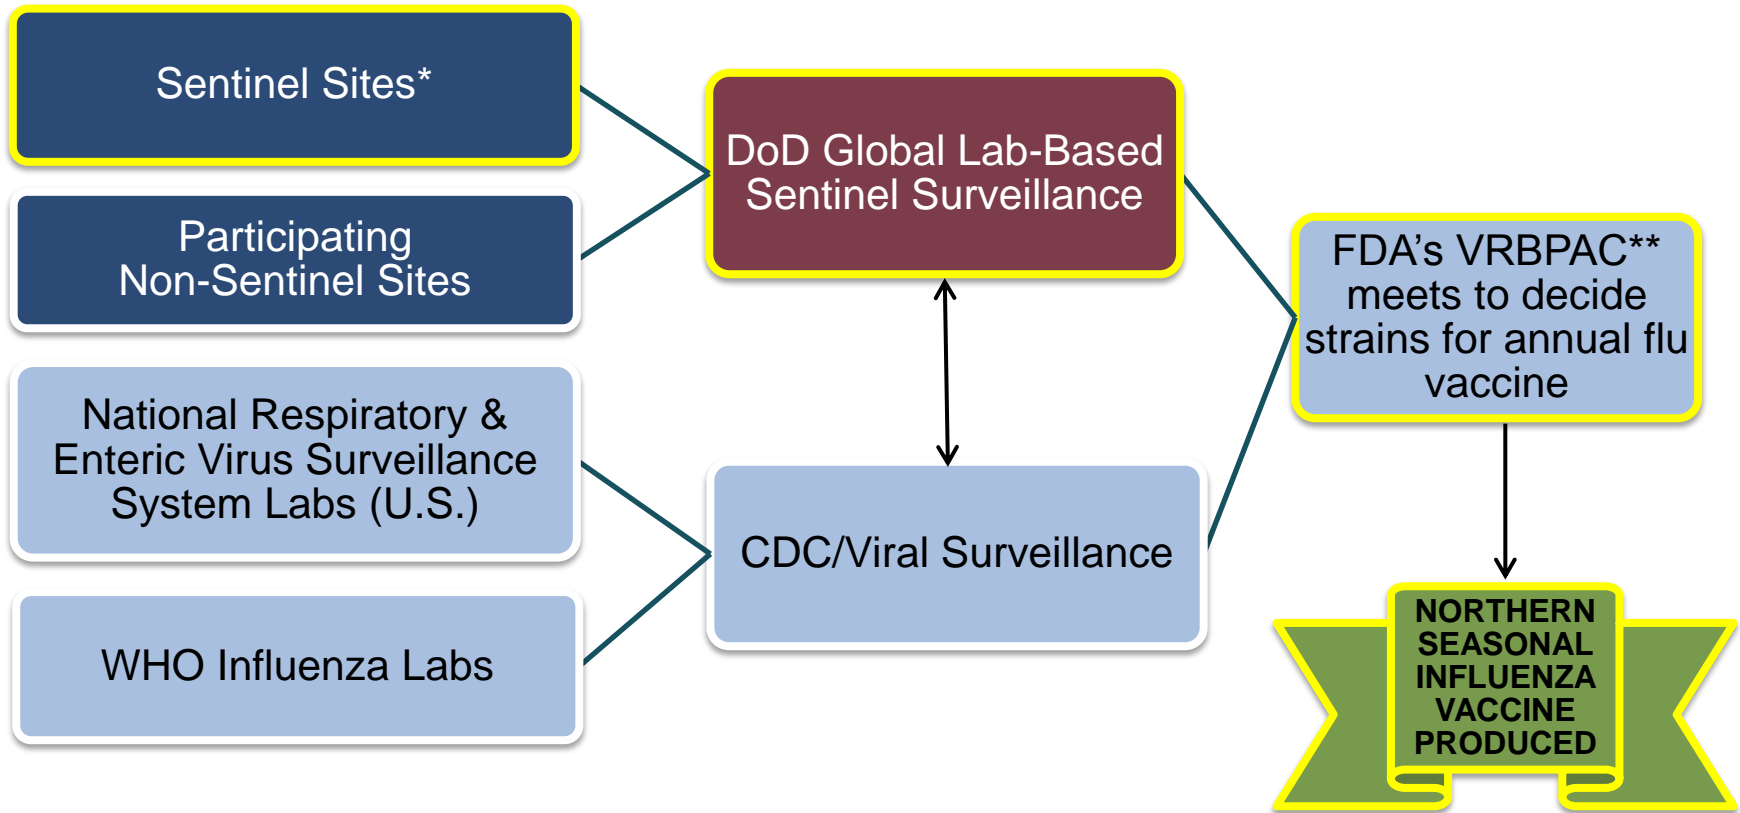 Sentinel Sites*
Participating
Non-Sentinel Sites
National Respiratory &
Enteric Virus Surveillance
System Labs (U.S.)
WHO Influenza Labs
DoD Global Lab-Based
Sentinel Surveillance
CDC/Viral Surveillance
FDA’s VRBPAC**
meets to decide
strains for annual flu
vaccine
NORTHERN
SEASONAL
INFLUENZA
VACCINE
PRODUCED